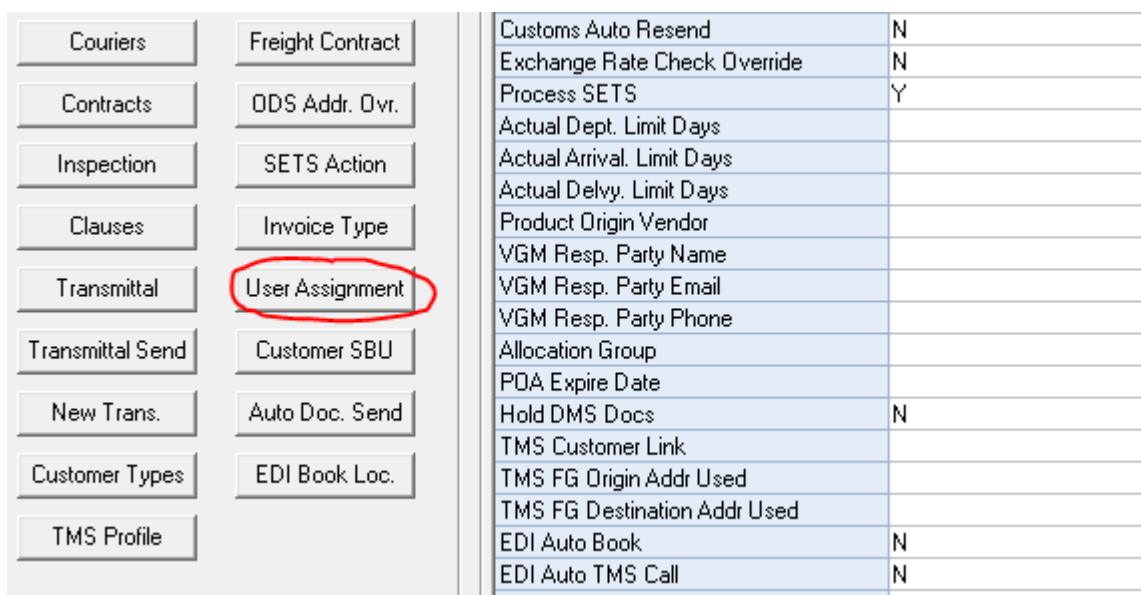 Couriers
Freight Contract
Contracts
ODS Addr. Ovr.
Inspection
SETS Action
Clauses
Invoice Type
Transmittal
User Assignment
Transmittal Send
Customer SBU
New Trans.
Auto Doc. Send
Customer Types
EDI Book Loc.
TMS Profile
Customs Auto Resend N
Exchange Rate Check Override N
Process SETS Y
Actual Dept. Limit Days
Actual Arrival. Limit Days
Actual Delvy. Limit Days
Product Origin Vendor
VGM Resp. Party Name
VGM Resp. Party Email
VGM Resp. Party Phone
Allocation Group
POA Expire Date
Hold DMS Docs N
TMS Customer Link
TMS FG Origin Addr Used
TMS FG Destination Addr Used
EDI Auto Book N
EDI Auto TMS Call N